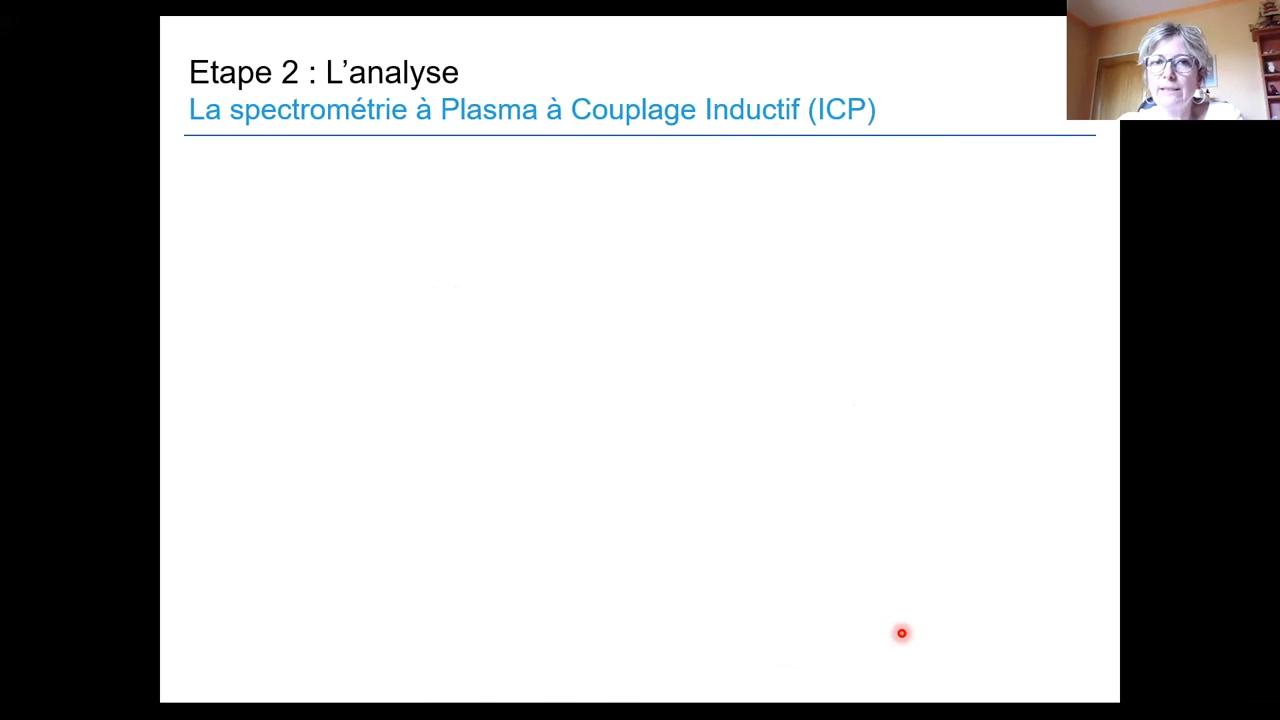 Etape 2 : L’analyse
La spectrométrie à Plasma à Couplage Inductif (ICP)